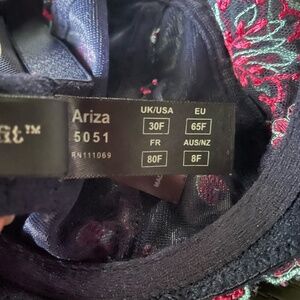 Ariza
5051
RN111069
UK/USA EU
30F 65F
FR AUS/NZ
80F 8F